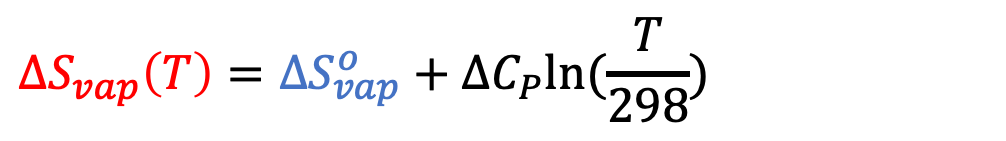 ΔS_vap(T) = ΔS°_vap + ΔC_P ln(T/298)